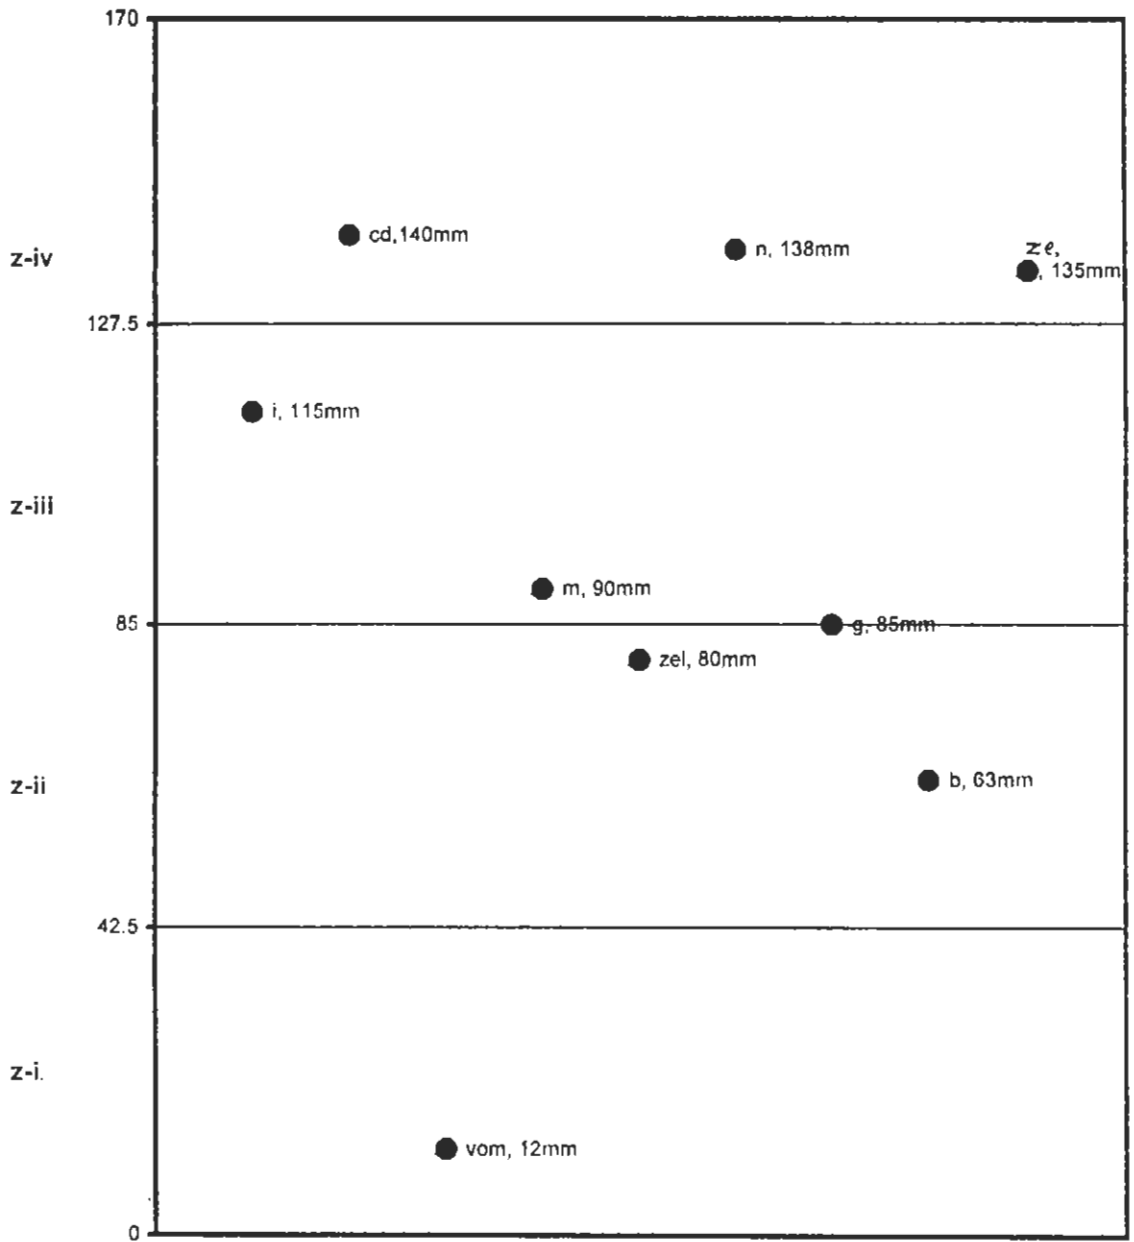 170
cd,140mm
n, 138mm
ze,
, 135mm
z-iv
127.5
i, 115mm
z-iii
m, 90mm
85
g, 85mm
zel, 80mm
z-ii
b, 63mm
42.5
z-i.
vom, 12mm
0